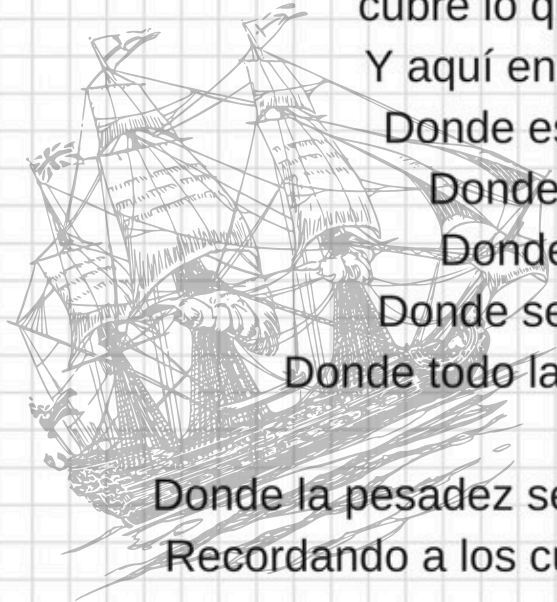 cubre lo q
Y aquí en
Donde es
Donde
Donde
Donde se
Donde todo la
Donde la pesadez se
Recordando a los cu